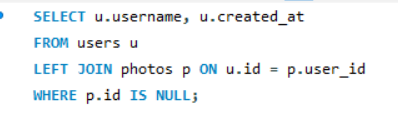 SELECT u.username, u.created_at
FROM users u
LEFT JOIN photos p ON u.id = p.user_id
WHERE p.id IS NULL;